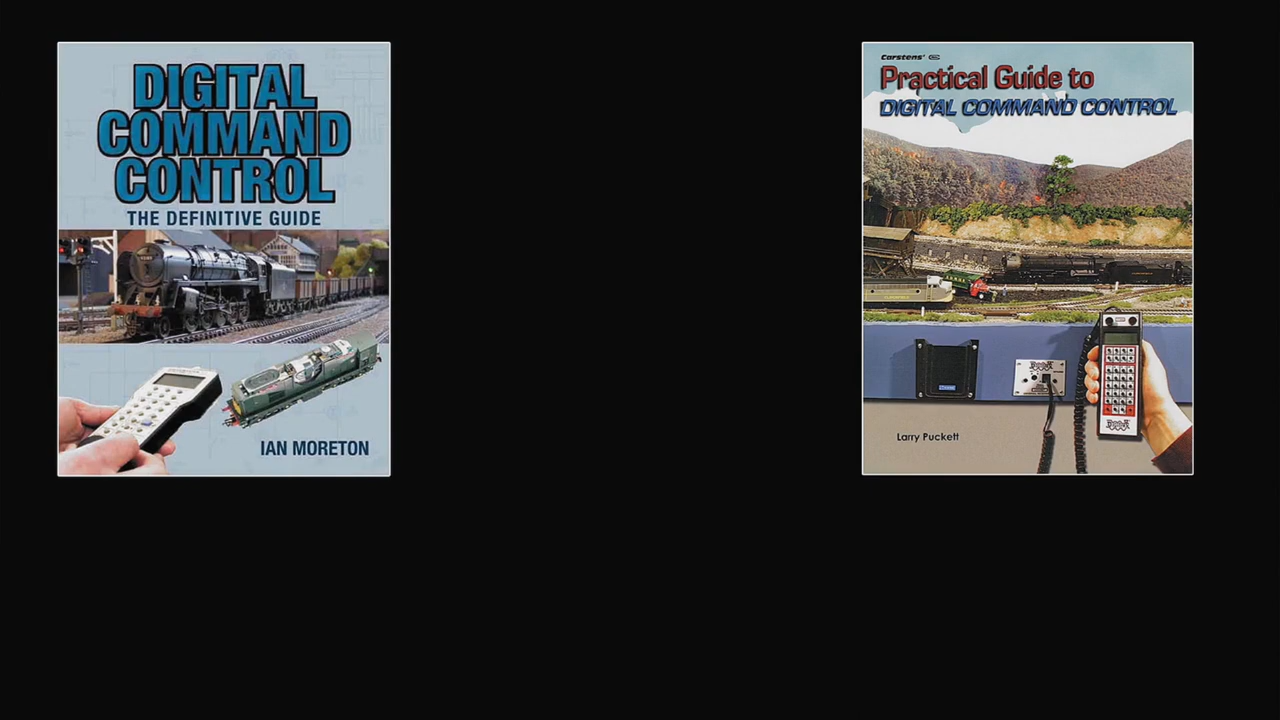 DIGITAL
COMMAND
CONTROL
THE DEFINITIVE GUIDE
IAN MORETON
Carstens'
Practical Guide to
DIGITAL COMMAND CONTROL
Larry Puckett